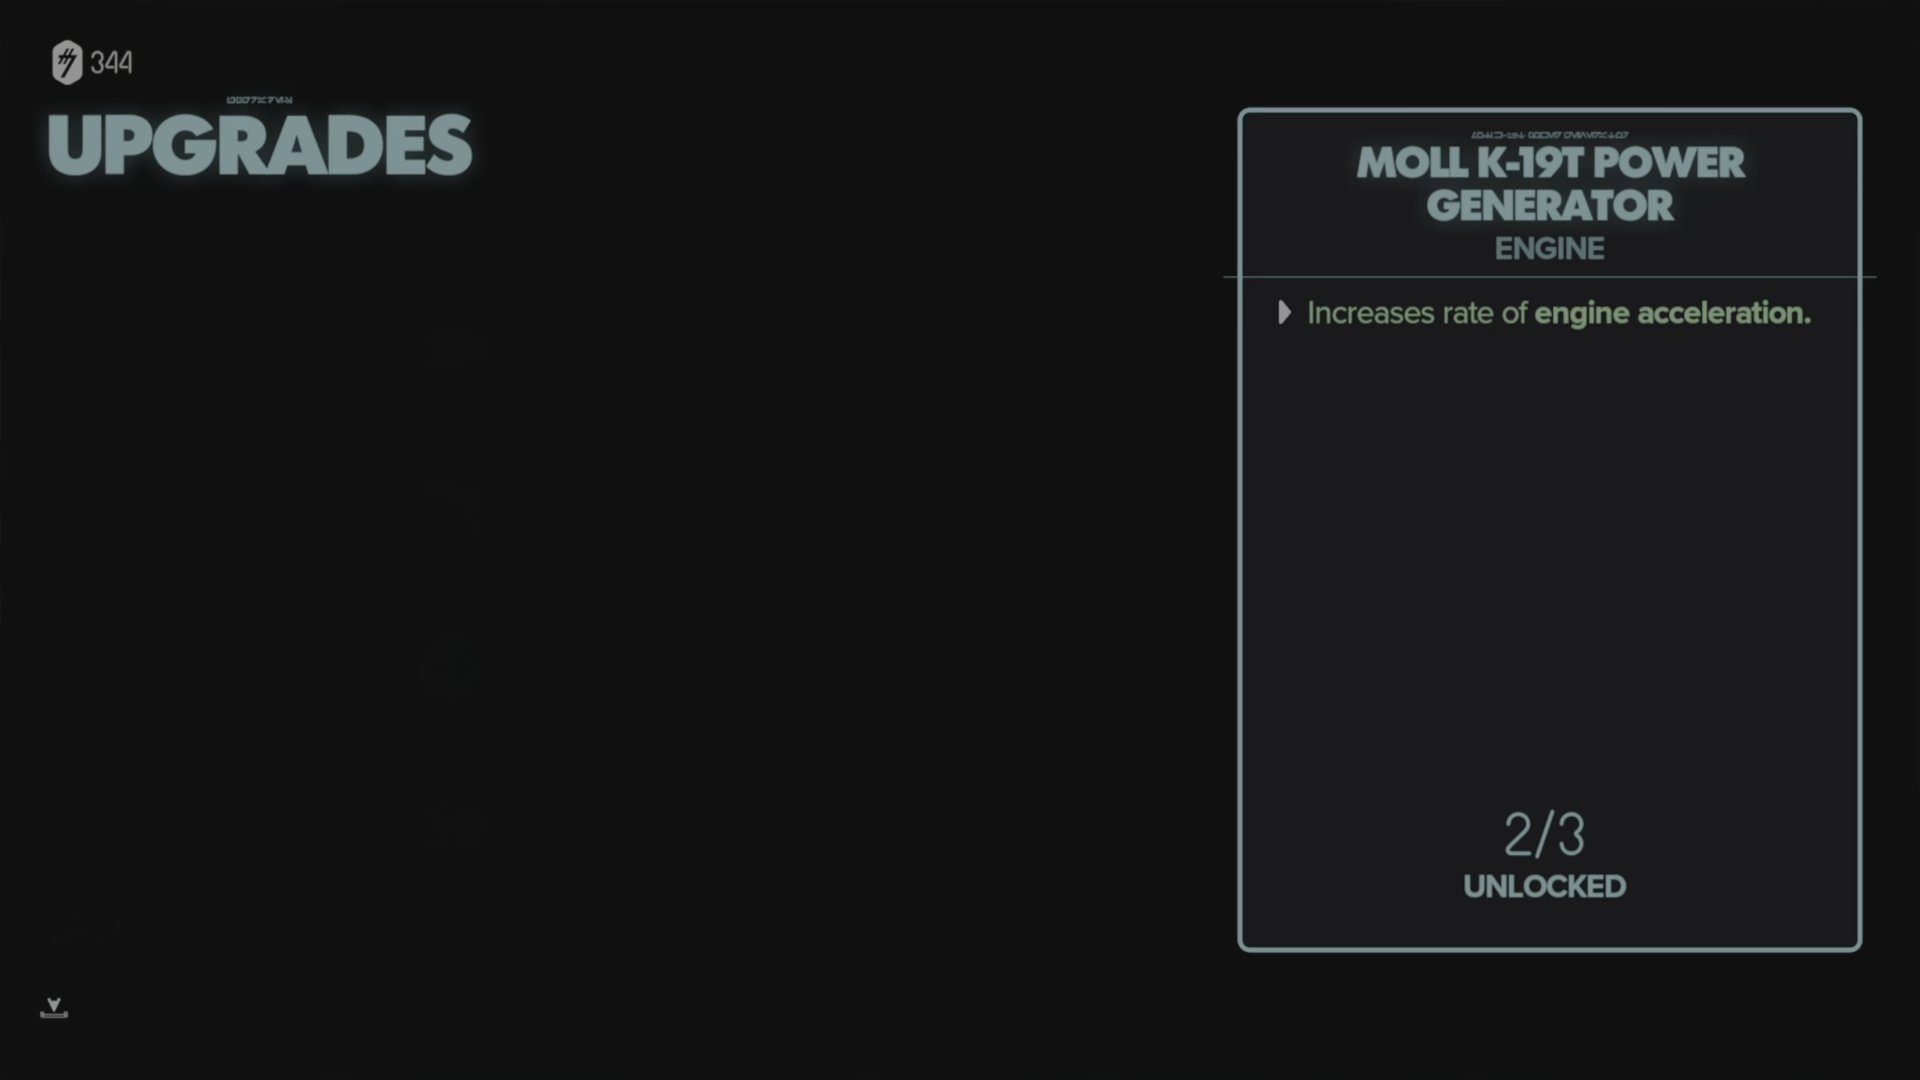 344
UPGRADES
MOLL K-19T POWER
GENERATOR
ENGINE
Increases rate of engine acceleration.
2/3
UNLOCKED